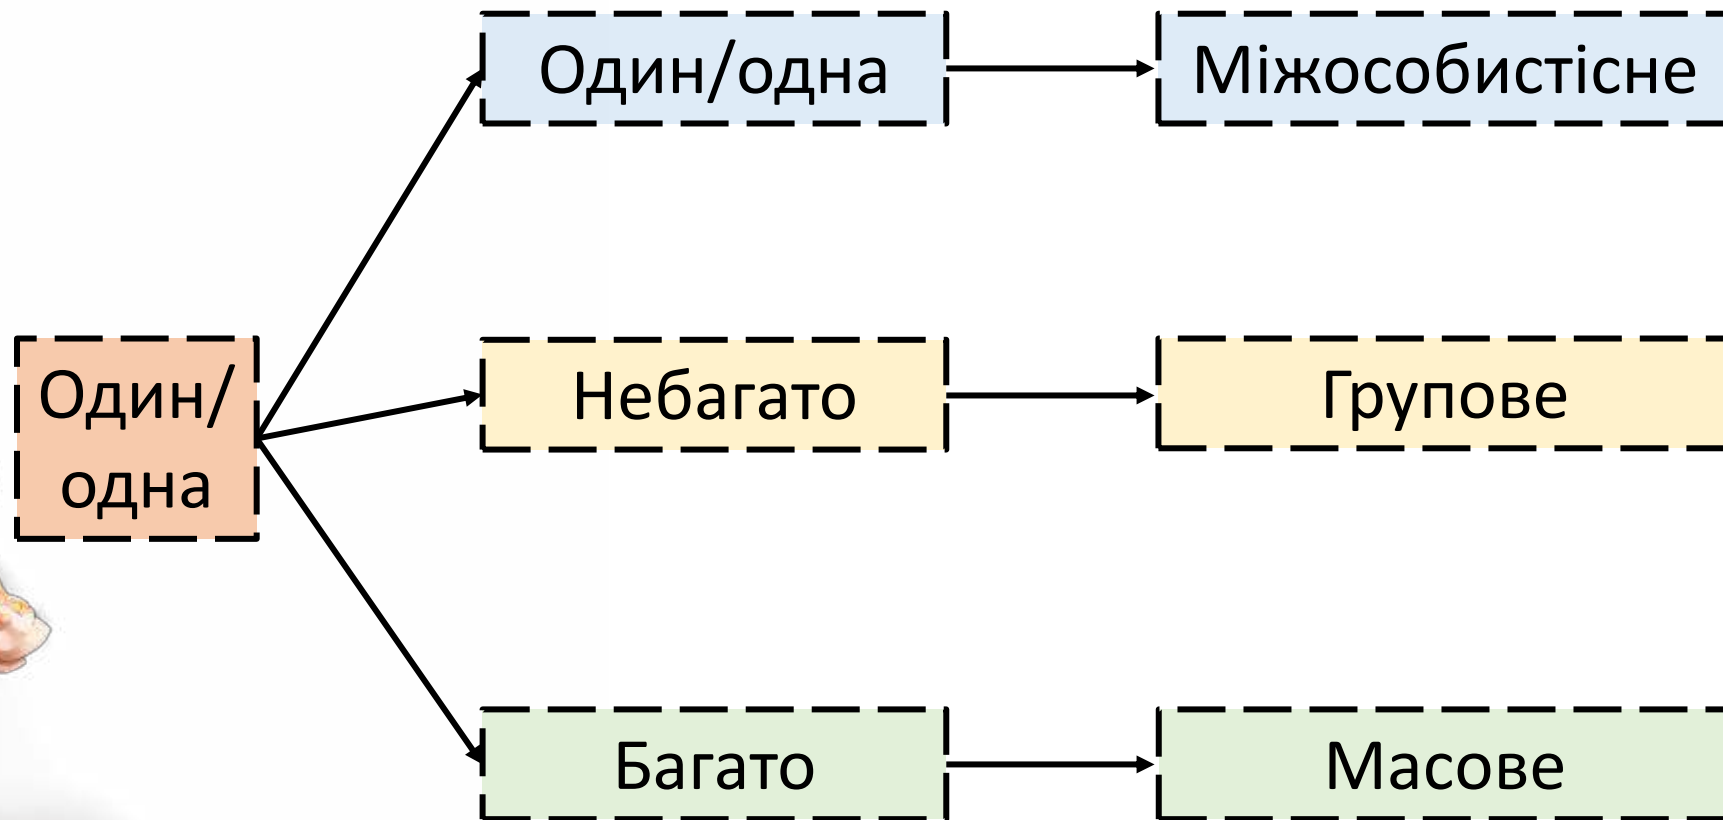 Один/одна
Міжособистісне
Один/
одна
Небагато
Групове
Багато
Масове